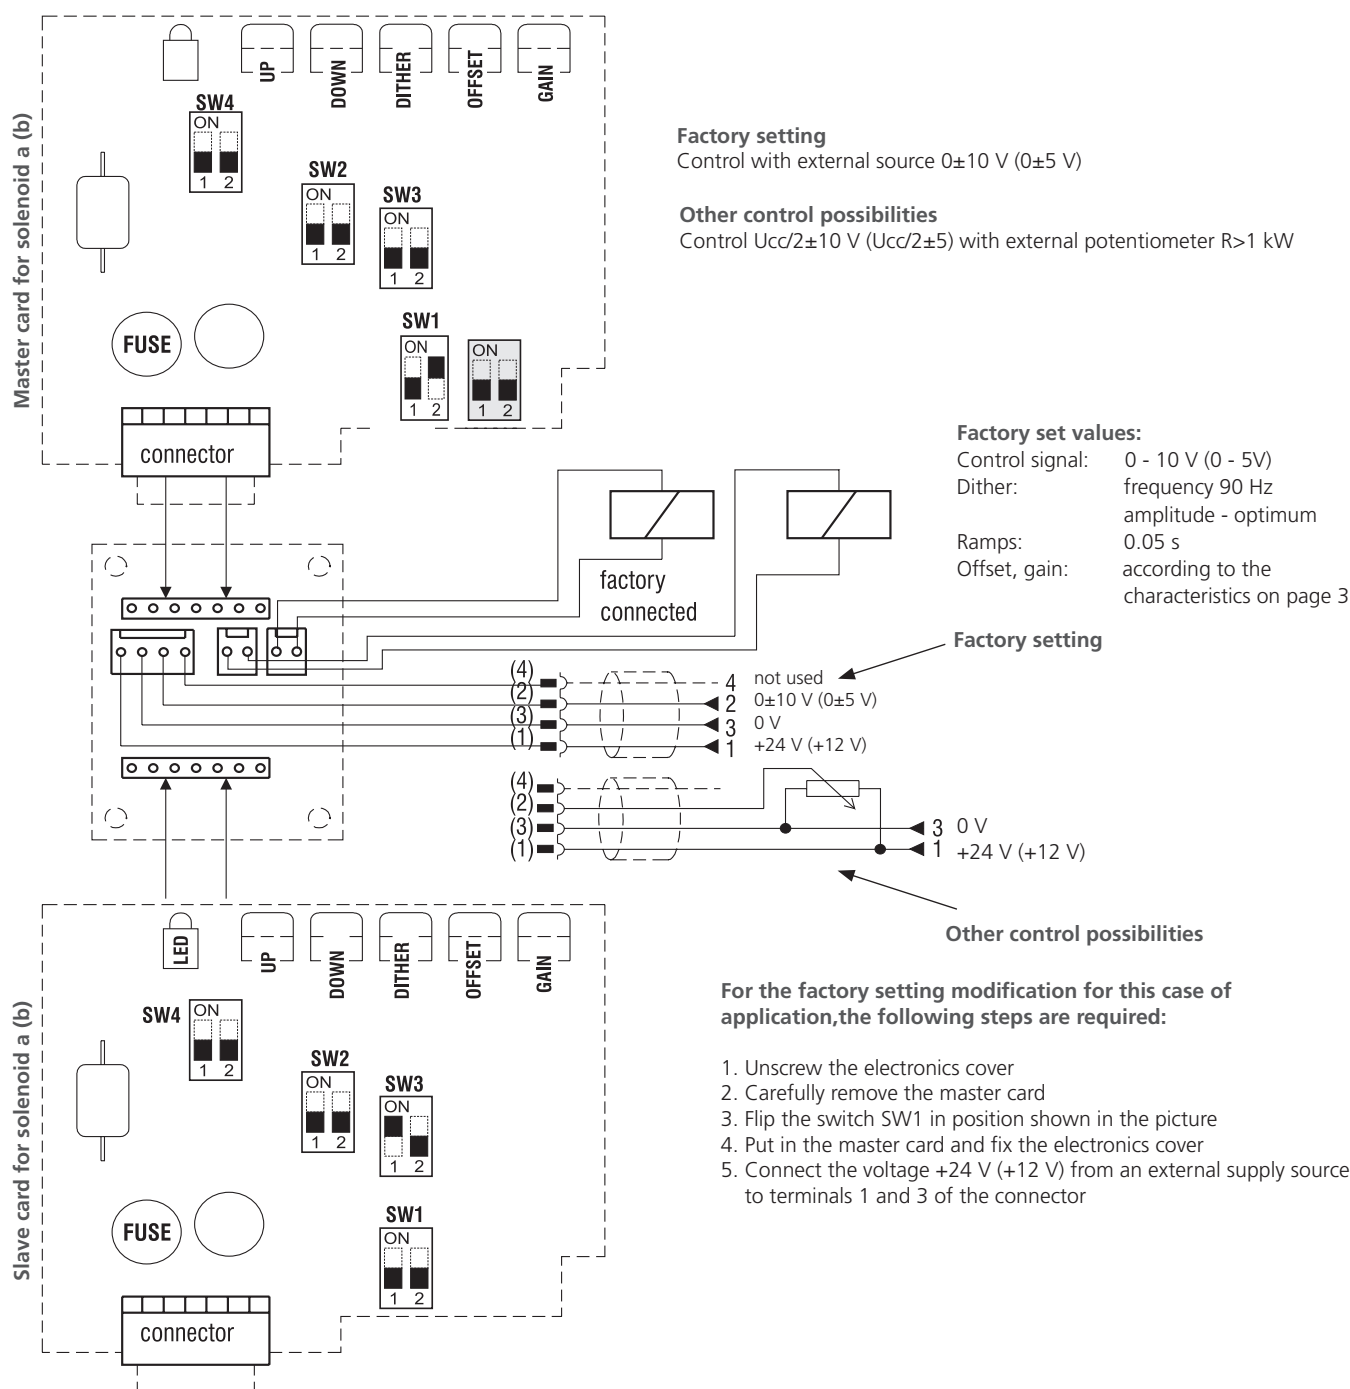 Master card for solenoid a (b)
UP
DOWN
DITHER
OFFSET
GAIN
SW4
ON
1 2
SW2
ON
1 2
SW3
ON
1 2
SW1
ON
1 2
ON
1 2
FUSE
connector
Factory setting
Control with external source 0±10 V (0±5 V)
Other control possibilities
Control Ucc/2±10 V (Ucc/2±5) with external potentiometer R>1 kW
Factory set values:
Control signal: 0 - 10 V (0 - 5V)
Dither: frequency 90 Hz
amplitude - optimum
Ramps: 0.05 s
Offset, gain: according to the
characteristics on page 3
factory
connected
Factory setting
(4) 4 not used
(2) 2 0±10 V (0±5 V)
(3) 3 0 V
(1) 1 +24 V (+12 V)
(4)
(2)
(3) 3 0 V
(1) 1 +24 V (+12 V)
Other control possibilities
Slave card for solenoid a (b)
LED
UP
DOWN
DITHER
OFFSET
GAIN
SW4
ON
1 2
SW2
ON
1 2
SW3
ON
1 2
SW1
ON
1 2
FUSE
connector
For the factory setting modification for this case of
application,the following steps are required:
1. Unscrew the electronics cover
2. Carefully remove the master card
3. Flip the switch SW1 in position shown in the picture
4. Put in the master card and fix the electronics cover
5. Connect the voltage +24 V (+12 V) from an external supply source
to terminals 1 and 3 of the connector